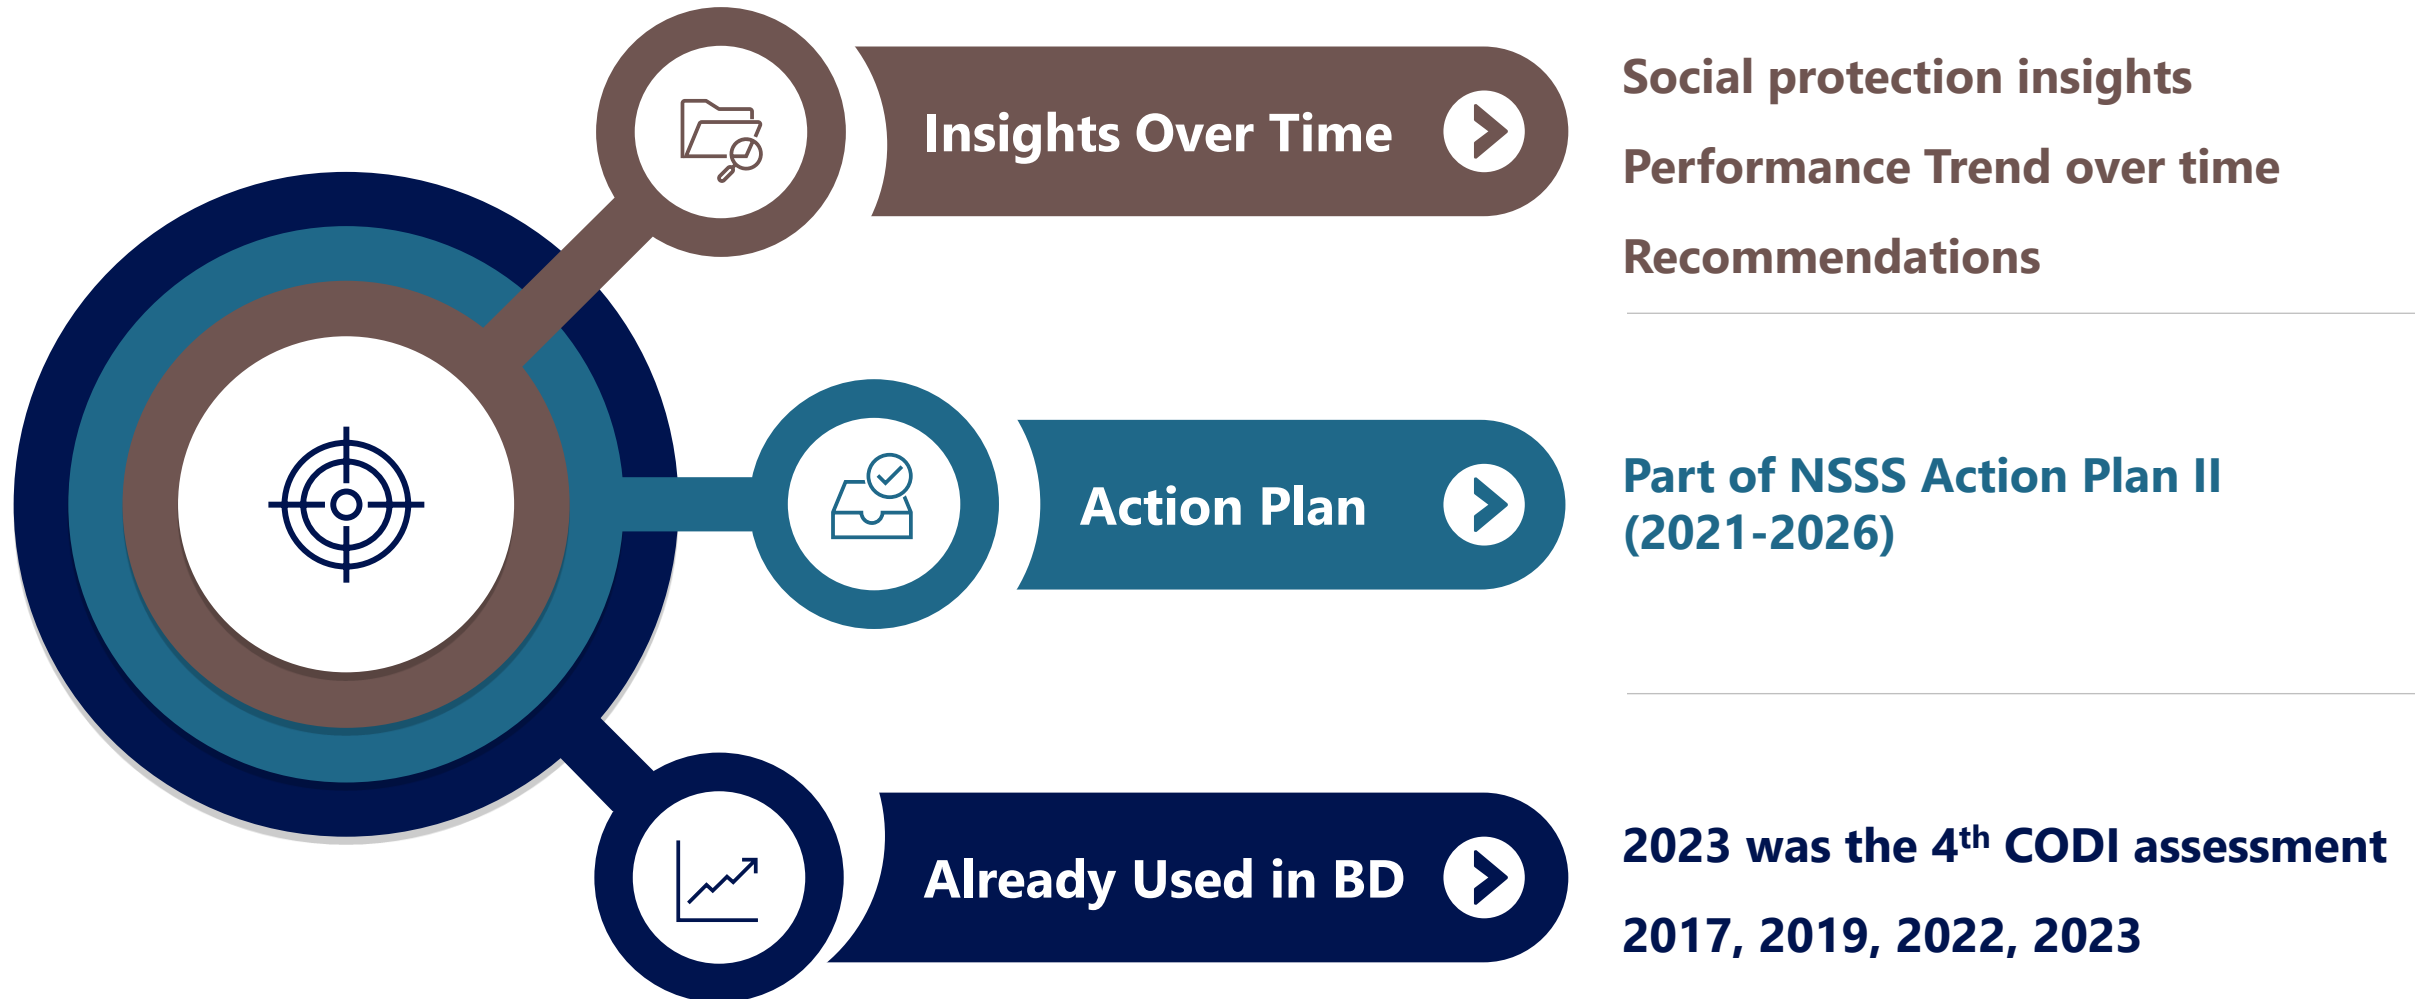 Insights Over Time
Social protection insights
Performance Trend over time
Recommendations
Action Plan
Part of NSSS Action Plan II
(2021-2026)
Already Used in BD
2023 was the 4th CODI assessment
2017, 2019, 2022, 2023